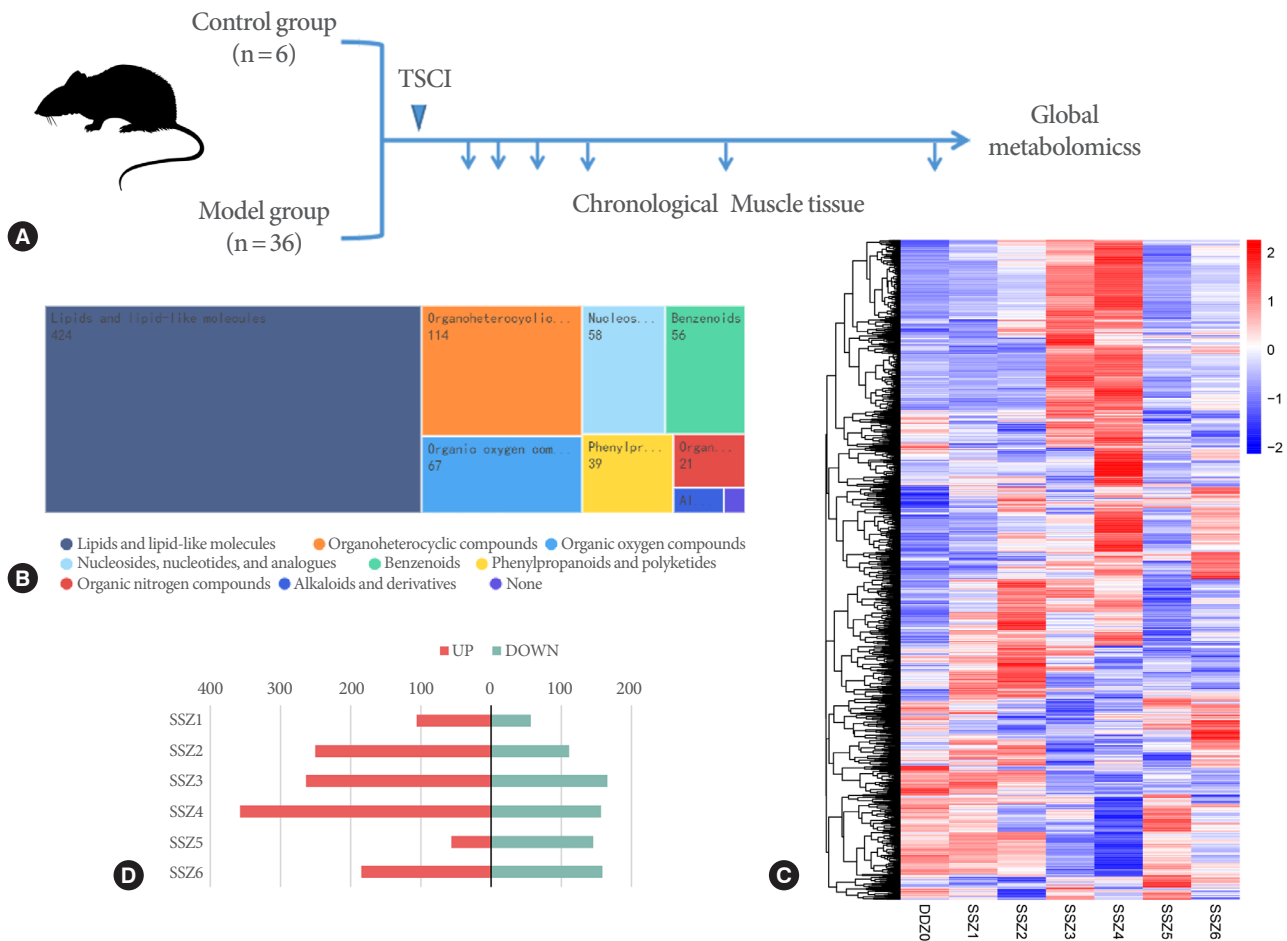 Control group
(n = 6)
TSCI
Global
metabolomicss
Chronological Muscle tissue
Model group
(n = 36)
A
Lipids and lipid-like molecules
424
Organoheterocyclic...
114
Nucleos...
58
Benzenoids
56
Organic oxygen com...
67
Phenylpr...
39
Organ...
21
Al
Lipids and lipid-like molecules
Organoheterocyclic compounds
Organic oxygen compounds
Nucleosides, nucleotides, and analogues
Benzenoids
Phenylpropanoids and polyketides
Organic nitrogen compounds
Alkaloids and derivatives
None
B
UP
DOWN
400 300 200 100 0 100 200
SSZ1
SSZ2
SSZ3
SSZ4
SSZ5
SSZ6
D
2
1
0
−1
−2
DDZ0 SSZ1 SSZ2 SSZ3 SSZ4 SSZ5 SSZ6
C